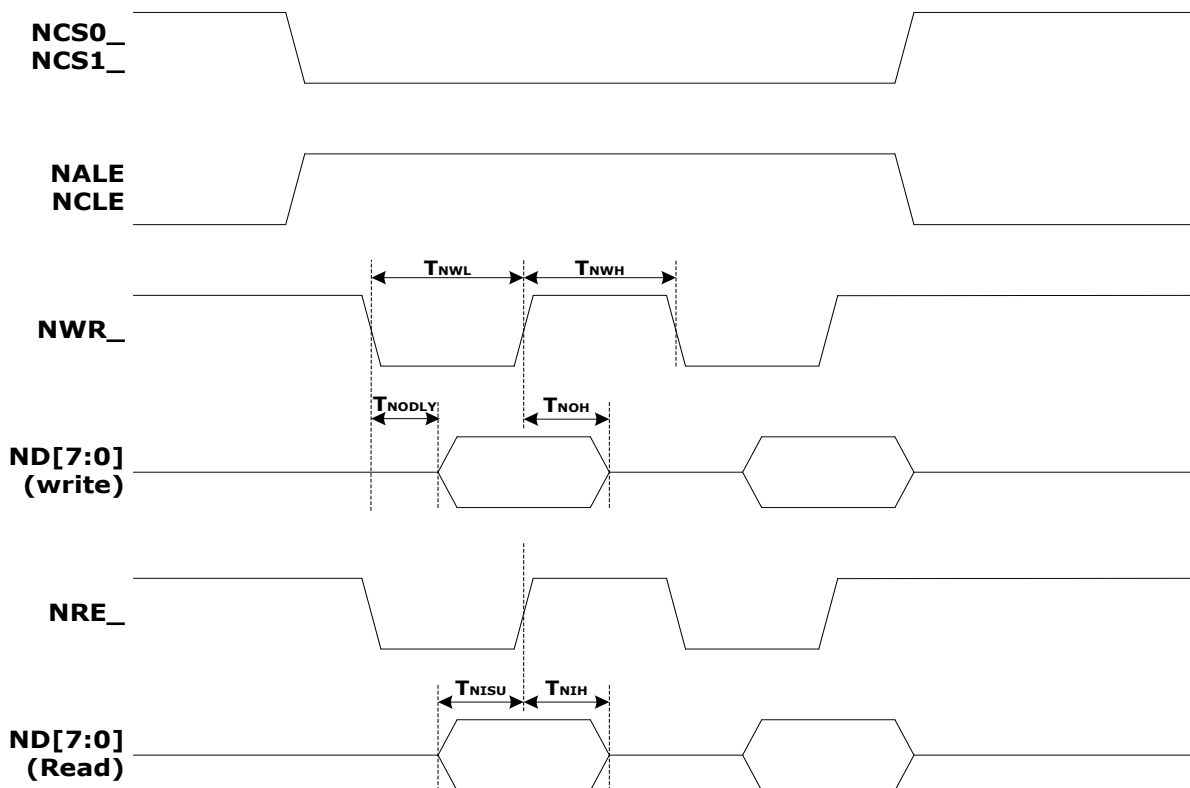 NCS0_
NCS1_
NALE
NCLE
TNWL TNWH
NWR_
TNODLY TNOH
ND[7:0]
(write)
NRE_
TNISU TNIH
ND[7:0]
(Read)